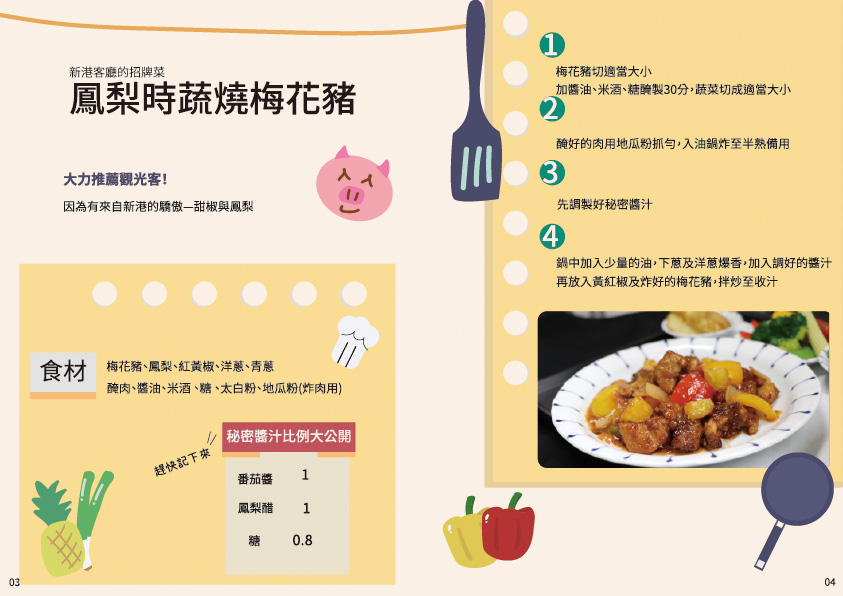 新港客廳的招牌菜
鳳梨時蔬燒梅花豬
大力推薦觀光客!
因為有來自新港的驕傲—甜椒與鳳梨
食材
梅花豬、鳳梨、紅黃椒、洋蔥、青蔥
醃肉、醬油、米酒、糖、太白粉、地瓜粉(炸肉用)
趕快記下來
秘密醬汁比例大公開
番茄醬 1
鳳梨醋 1
糖 0.8
03
1
梅花豬切適當大小
加醬油、米酒、糖醃製30分,蔬菜切成適當大小
2
醃好的肉用地瓜粉抓勻,入油鍋炸至半熟備用
3
先調製好秘密醬汁
4
鍋中加入少量的油,下蔥及洋蔥爆香,加入調好的醬汁
再放入黃紅椒及炸好的梅花豬,拌炒至收汁
04